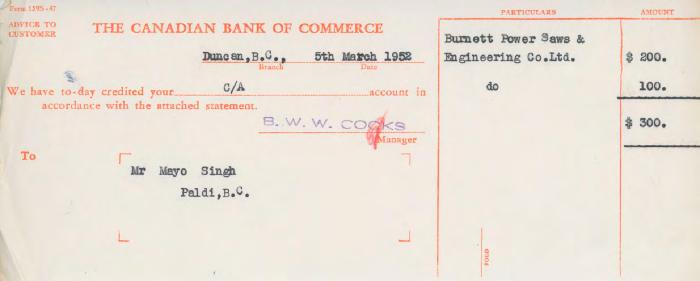 Form 1395-47
ADVICE TO
CUSTOMER
THE CANADIAN BANK OF COMMERCE
Duncan,B.C., 5th March 1952
Branch Date
We have to-day credited your C/A account in
accordance with the attached statement.
B. W. W. COCKS
Manager
To
Mr Mayo Singh
Paldi,B.C.
PARTICULARS AMOUNT
Burnett Power Saws &
Engineering Co.Ltd. $ 200.
do 100.
$ 300.
FOLD